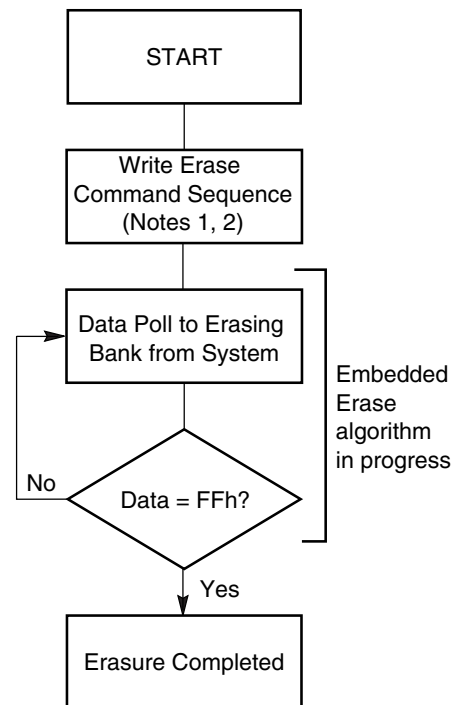 START
Write Erase
Command Sequence
(Notes 1, 2)
Data Poll to Erasing
Bank from System
Embedded
Erase
algorithm
in progress
No
Data = FFh?
Yes
Erasure Completed